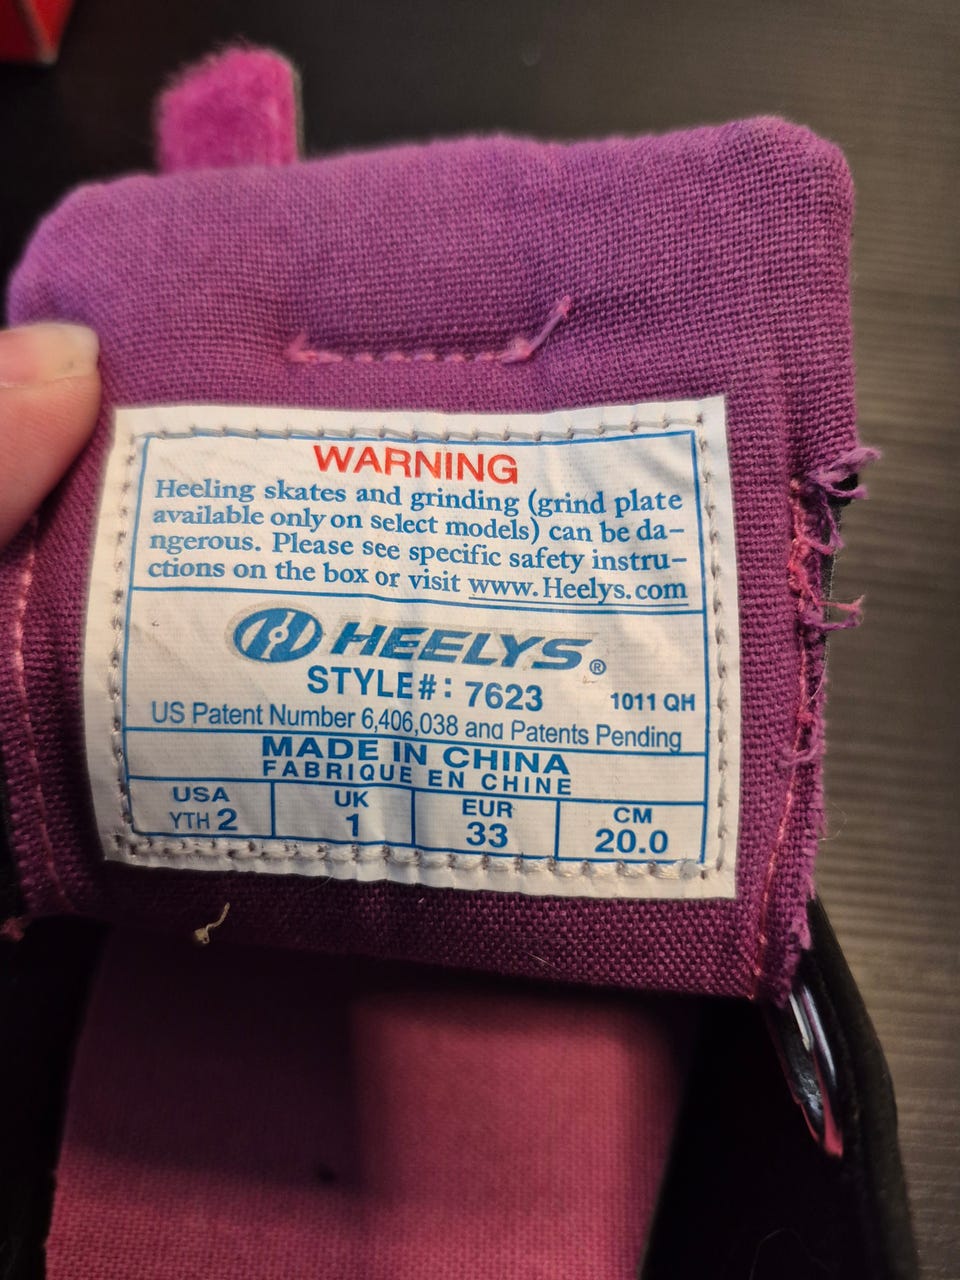 WARNING
Heeling skates and grinding (grind plate
available only on select models) can be da-
ngerous. Please see specific safety instru-
ctions on the box or visit www.Heelys.com
HEELYS®
STYLE#: 7623 1011 QH
US Patent Number 6,406,038 and Patents Pending
MADE IN CHINA
FABRIQUE EN CHINE
USA UK EUR CM
YTH 2 1 33 20.0